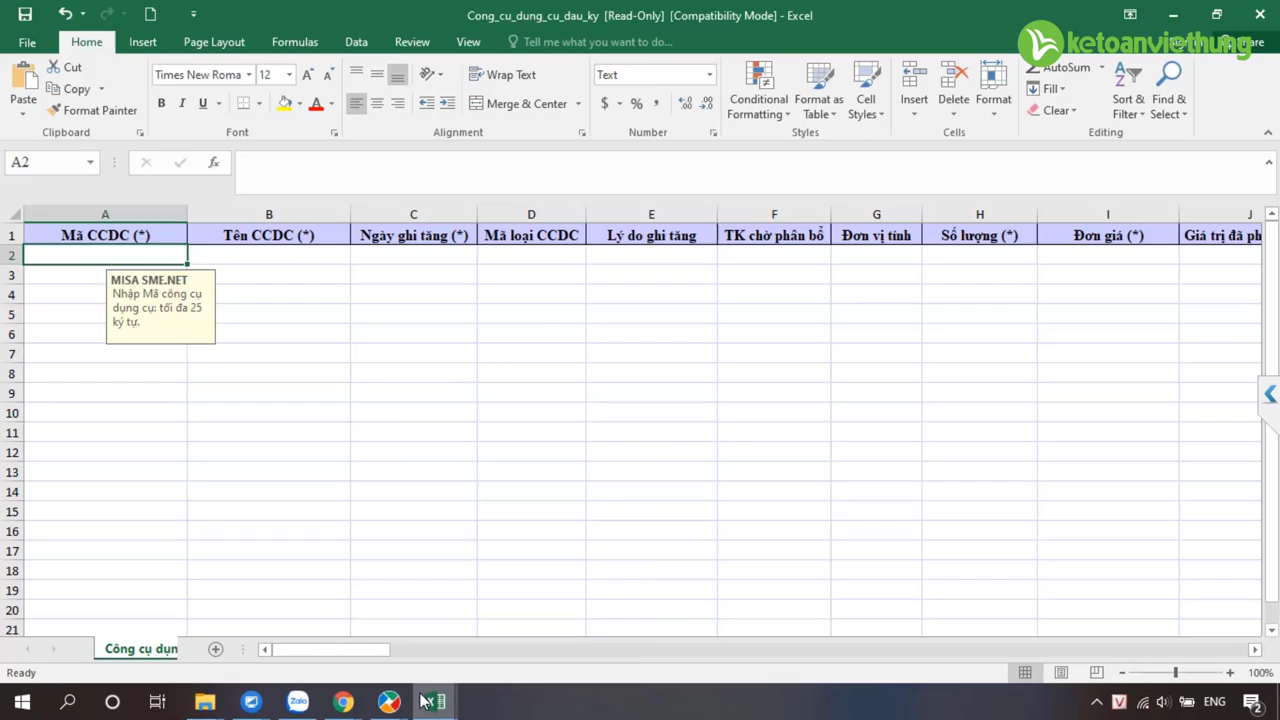 Cong_cu_dung_cu_dau_ky [Read-Only] [Compatibility Mode] - Excel
File Home Insert Page Layout Formulas Data Review View Tell me what you want to do...
ketoanviethung
Paste Cut Copy Format Painter
Times New Roma 12
B I U
Wrap Text
Merge & Center
Text
$ % ,
Conditional Formatting
Format as Table
Cell Styles
Insert Delete Format
AutoSum
Fill
Clear
Sort & Filter
Find & Select
Clipboard Font Alignment Number Styles Cells Editing
A2 fx
A B C D E F G H I J
1 Mã CCDC (*) Tên CCDC (*) Ngày ghi tăng (*) Mã loại CCDC Lý do ghi tăng TK chờ phân bổ Đơn vị tính Số lượng (*) Đơn giá (*) Giá trị đã ph
2
3
4
5
6
7
8
9
10
11
12
13
14
15
16
17
18
19
20
21
MISA SME.NET
Nhập Mã công cụ
dụng cụ: tối đa 25
ký tự.
Công cụ dụn
Ready
100%
Zalo
V
ENG
2